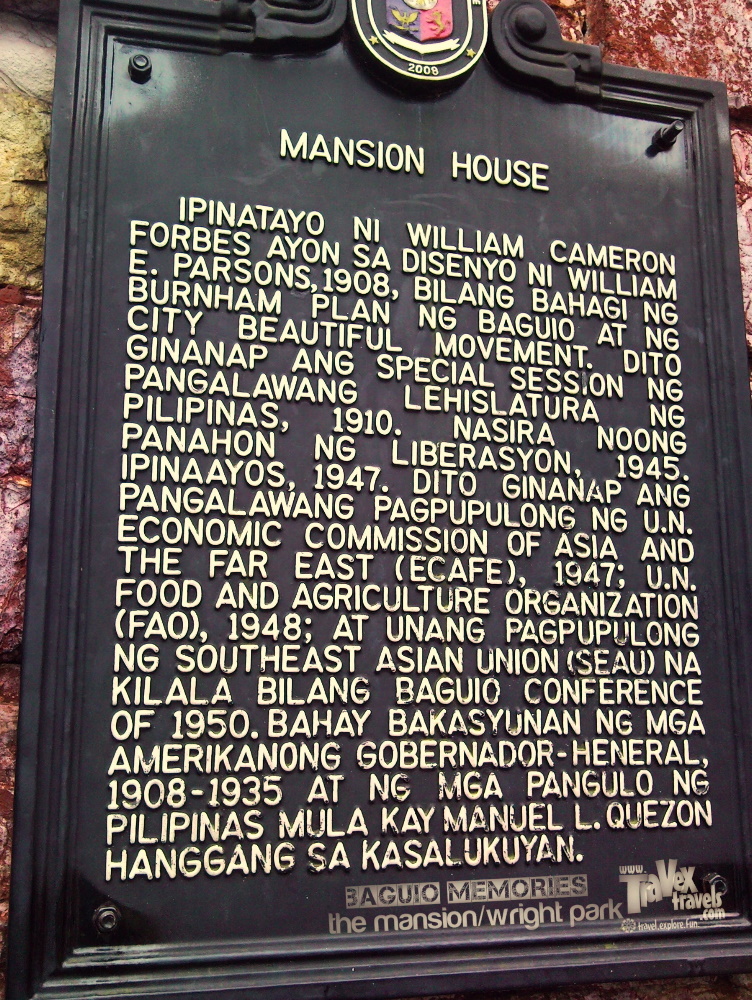 2008
MANSION HOUSE
IPINATAYO NI WILLIAM CAMERON
FORBES AYON SA DISENYO NI WILLIAM
E. PARSONS, 1908, BILANG BAHAGI NG
BURNHAM PLAN NG BAGUIO AT NG
CITY BEAUTIFUL MOVEMENT. DITO
GINANAP ANG SPECIAL SESSION NG
PANGALAWANG LEHISLATURA NG
PILIPINAS, 1910. NASIRA NOONG
PANAHON NG LIBERASYON, 1945.
IPINAAYOS, 1947. DITO GINANAP ANG
PANGALAWANG PAGPUPULONG NG U.N.
ECONOMIC COMMISSION OF ASIA AND
THE FAR EAST (ECAFE), 1947; U.N.
FOOD AND AGRICULTURE ORGANIZATION
(FAO), 1948; AT UNANG PAGPUPULONG
NG SOUTHEAST ASIAN UNION (SEAU) NA
KILALA BILANG BAGUIO CONFERENCE
OF 1950. BAHAY BAKASYUNAN NG MGA
AMERIKANONG GOBERNADOR-HENERAL,
1908-1935 AT NG MGA PANGULO NG
PILIPINAS MULA KAY MANUEL L. QUEZON
HANGGANG SA KASALUKUYAN.
BAGUIO MEMORIES
the mansion/wright park
www.
TraVex
travels
.com
travel.explore.fun